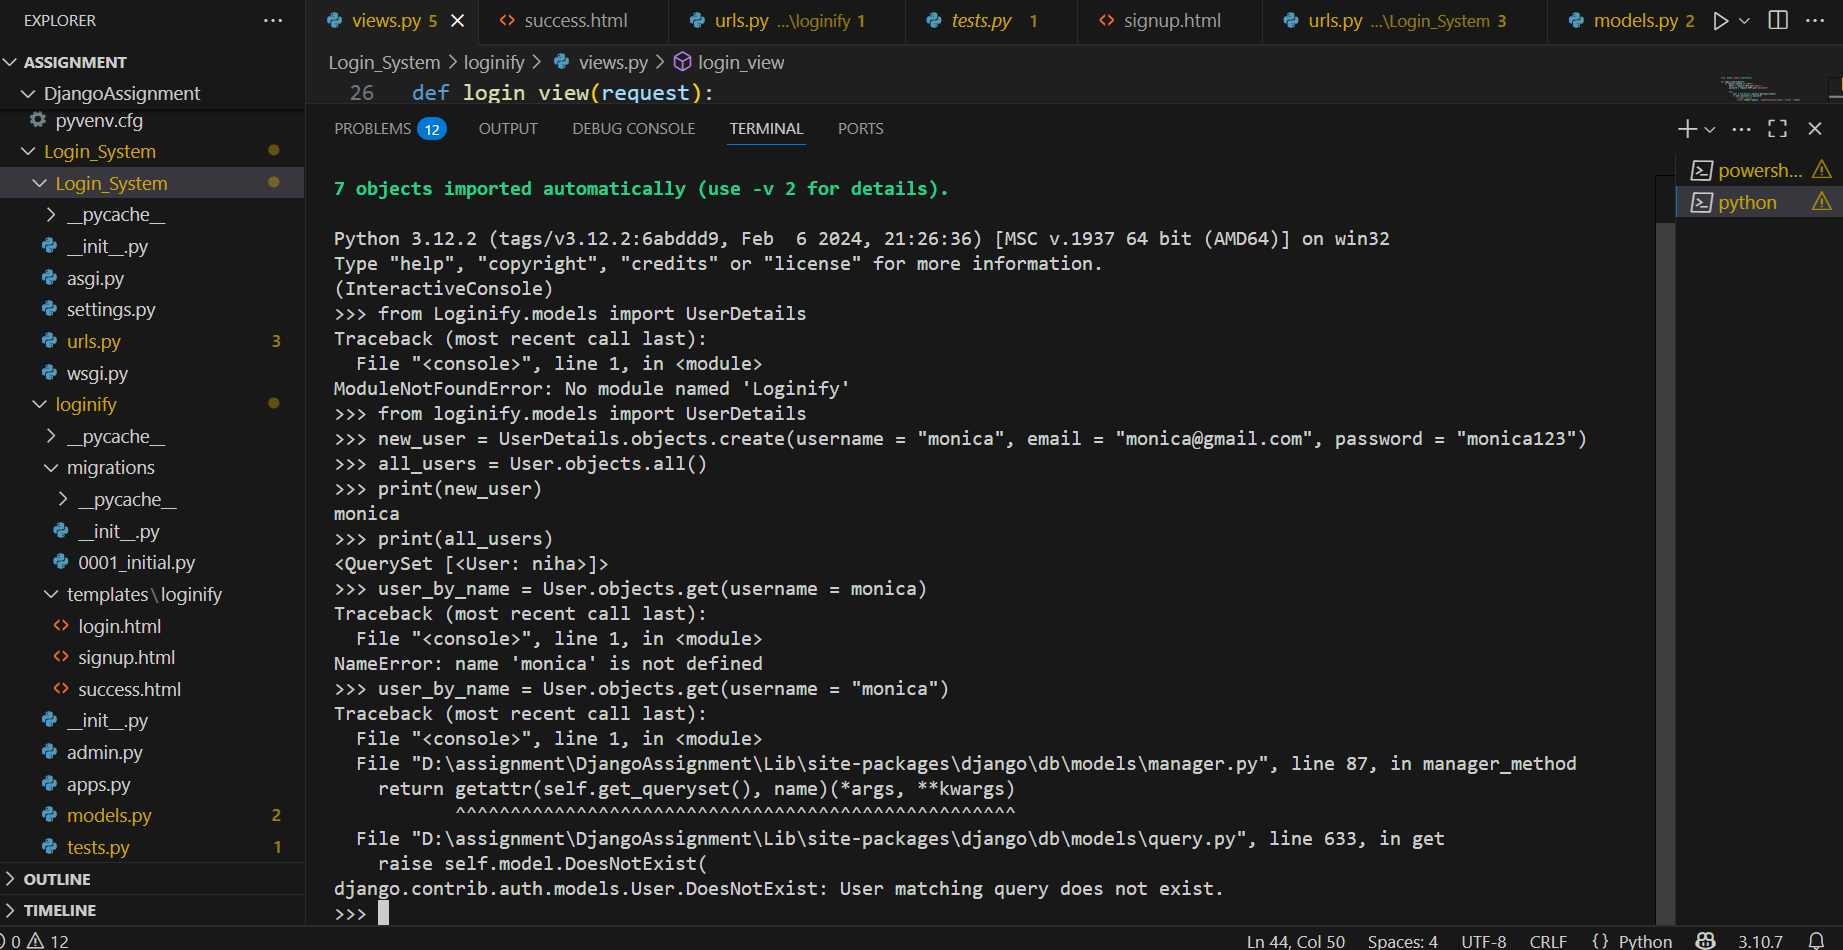 EXPLORER
ASSIGNMENT
DjangoAssignment
pyvenv.cfg
Login_System
Login_System
__pycache__
__init__.py
asgi.py
settings.py
urls.py 3
wsgi.py
loginify
__pycache__
migrations
__pycache__
__init__.py
0001_initial.py
templates\loginify
login.html
signup.html
success.html
__init__.py
admin.py
apps.py
models.py 2
tests.py 1
OUTLINE
TIMELINE
views.py 5
success.html
urls.py ...\loginify 1
tests.py 1
signup.html
urls.py ...\Login_System 3
models.py 2
Login_System > loginify > views.py > login_view
26 def login_view(request):
PROBLEMS 12 OUTPUT DEBUG CONSOLE TERMINAL PORTS
7 objects imported automatically (use -v 2 for details).
Python 3.12.2 (tags/v3.12.2:6abddd9, Feb  6 2024, 21:26:36) [MSC v.1937 64 bit (AMD64)] on win32
Type "help", "copyright", "credits" or "license" for more information.
(InteractiveConsole)
>>> from Loginify.models import UserDetails
Traceback (most recent call last):
  File "<console>", line 1, in <module>
ModuleNotFoundError: No module named 'Loginify'
>>> from loginify.models import UserDetails
>>> new_user = UserDetails.objects.create(username = "monica", email = "monica@gmail.com", password = "monica123")
>>> all_users = User.objects.all()
>>> print(new_user)
monica
>>> print(all_users)
<QuerySet [<User: niha>]>
>>> user_by_name = User.objects.get(username = monica)
Traceback (most recent call last):
  File "<console>", line 1, in <module>
NameError: name 'monica' is not defined
>>> user_by_name = User.objects.get(username = "monica")
Traceback (most recent call last):
  File "<console>", line 1, in <module>
  File "D:\assignment\DjangoAssignment\Lib\site-packages\django\db\models\manager.py", line 87, in manager_method
    return getattr(self.get_queryset(), name)(*args, **kwargs)
           ^^^^^^^^^^^^^^^^^^^^^^^^^^^^^^^^^^^^^^^^^^^^^^^^^^^
  File "D:\assignment\DjangoAssignment\Lib\site-packages\django\db\models\query.py", line 633, in get
    raise self.model.DoesNotExist(
django.contrib.auth.models.User.DoesNotExist: User matching query does not exist.
>>>
powersh...
python
0 12
Ln 44, Col 50 Spaces: 4 UTF-8 CRLF {} Python 3.10.7